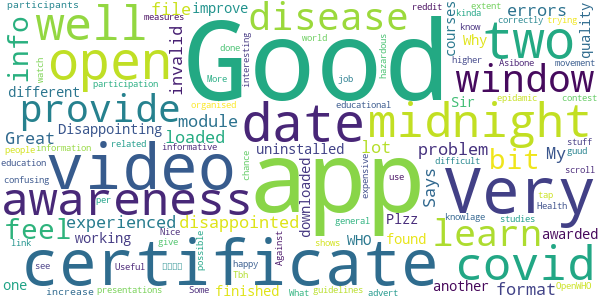 Good
app
certificate
video
Very
awareness
midnight
covid
date
two
open
well
provide
window
disease
learn
bit
feel
info
file
improve
participants
measures
done
world
extent
reddit
kinda
know
errors
courses
Why
trying
correctly
quality
watch
participation
invalid
interesting
hazardous
higher
Asibone
movement
different
More
job
Sir
epidemic
contest
Great
Disappointing
module
loaded
organised
educational
people
information
related
informative
uninstalled
lot
problem
My
stuff
guud
education
confusing
per
experienced
disappointed
chance
downloaded
expensive
use
Plzz
Says
difficult
tap
scroll
Health
knowlage
link
working
Nice
give
possible
Against
general
WHO
found
awarded
studies
one
see
Useful
happy
shows
another
format
increase
presentations
Tbh
finished
Some
What
guidelines
advert
OpenWHO